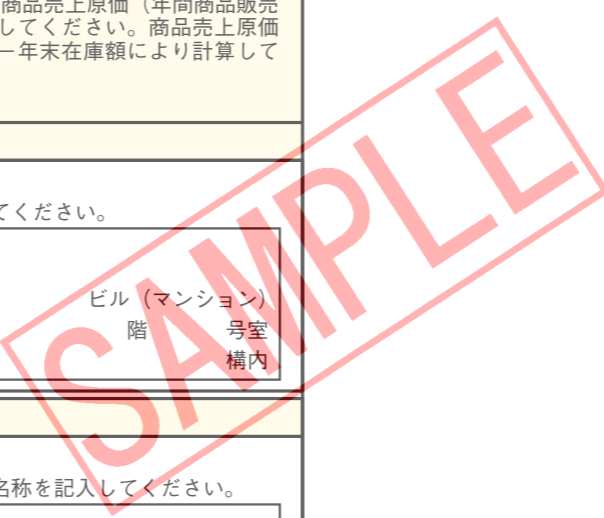 商品売上原価（年間商品販売
してください。商品売上原価
－年末在庫額により計算して
てください。
ビル（マンション）
階 号室
構内
名称を記入してください。
SAMPLE